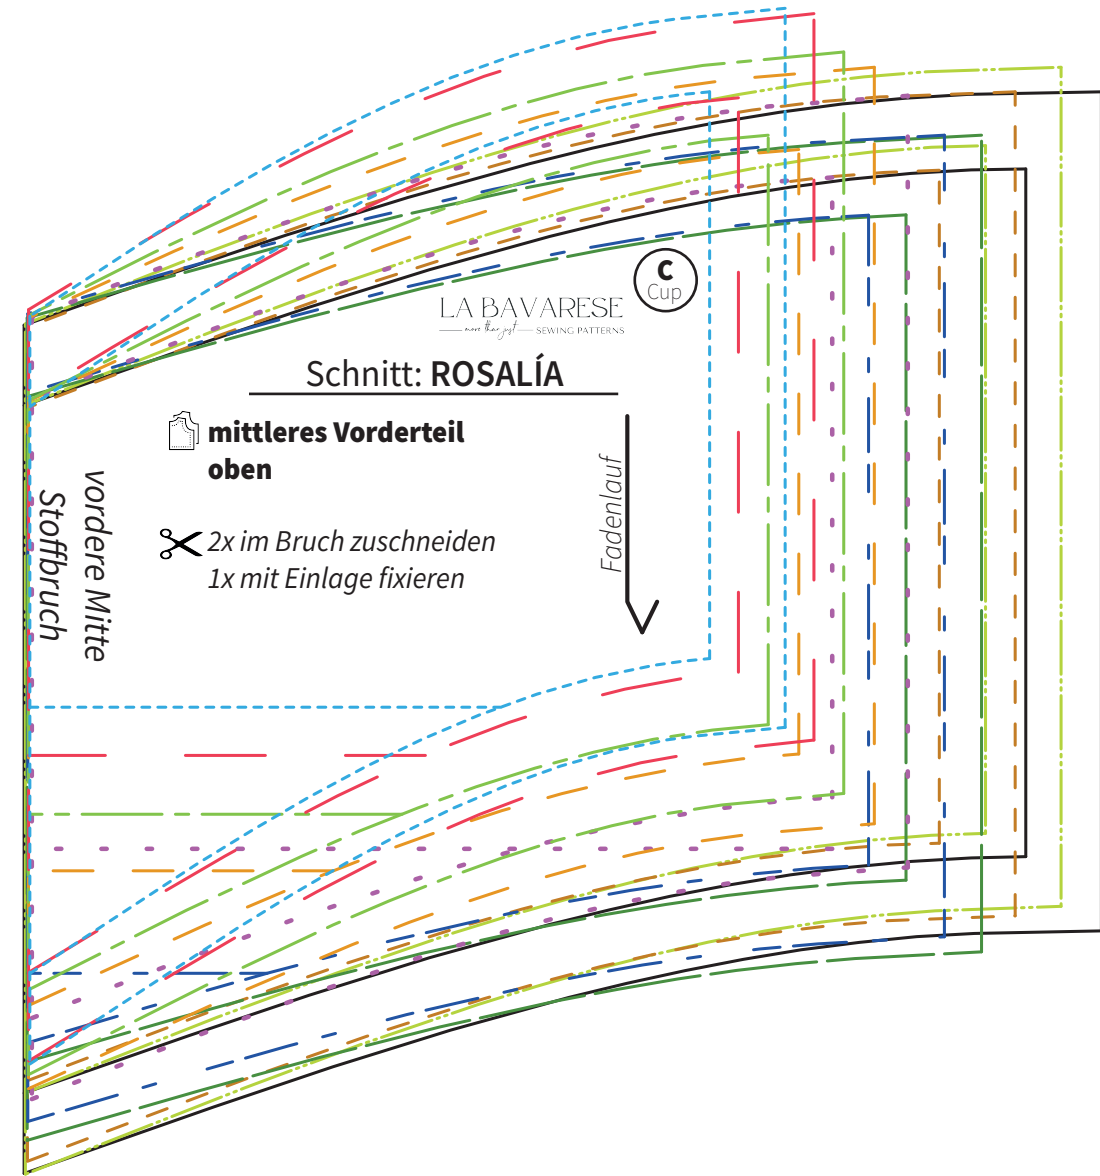 C
Cup
LA BAVARESE
more than just SEWING PATTERNS
Schnitt: ROSALÍA
mittleres Vorderteil
oben
2x im Bruch zuschneiden
1x mit Einlage fixieren
Fadenlauf
vordere Mitte
Stoffbruch